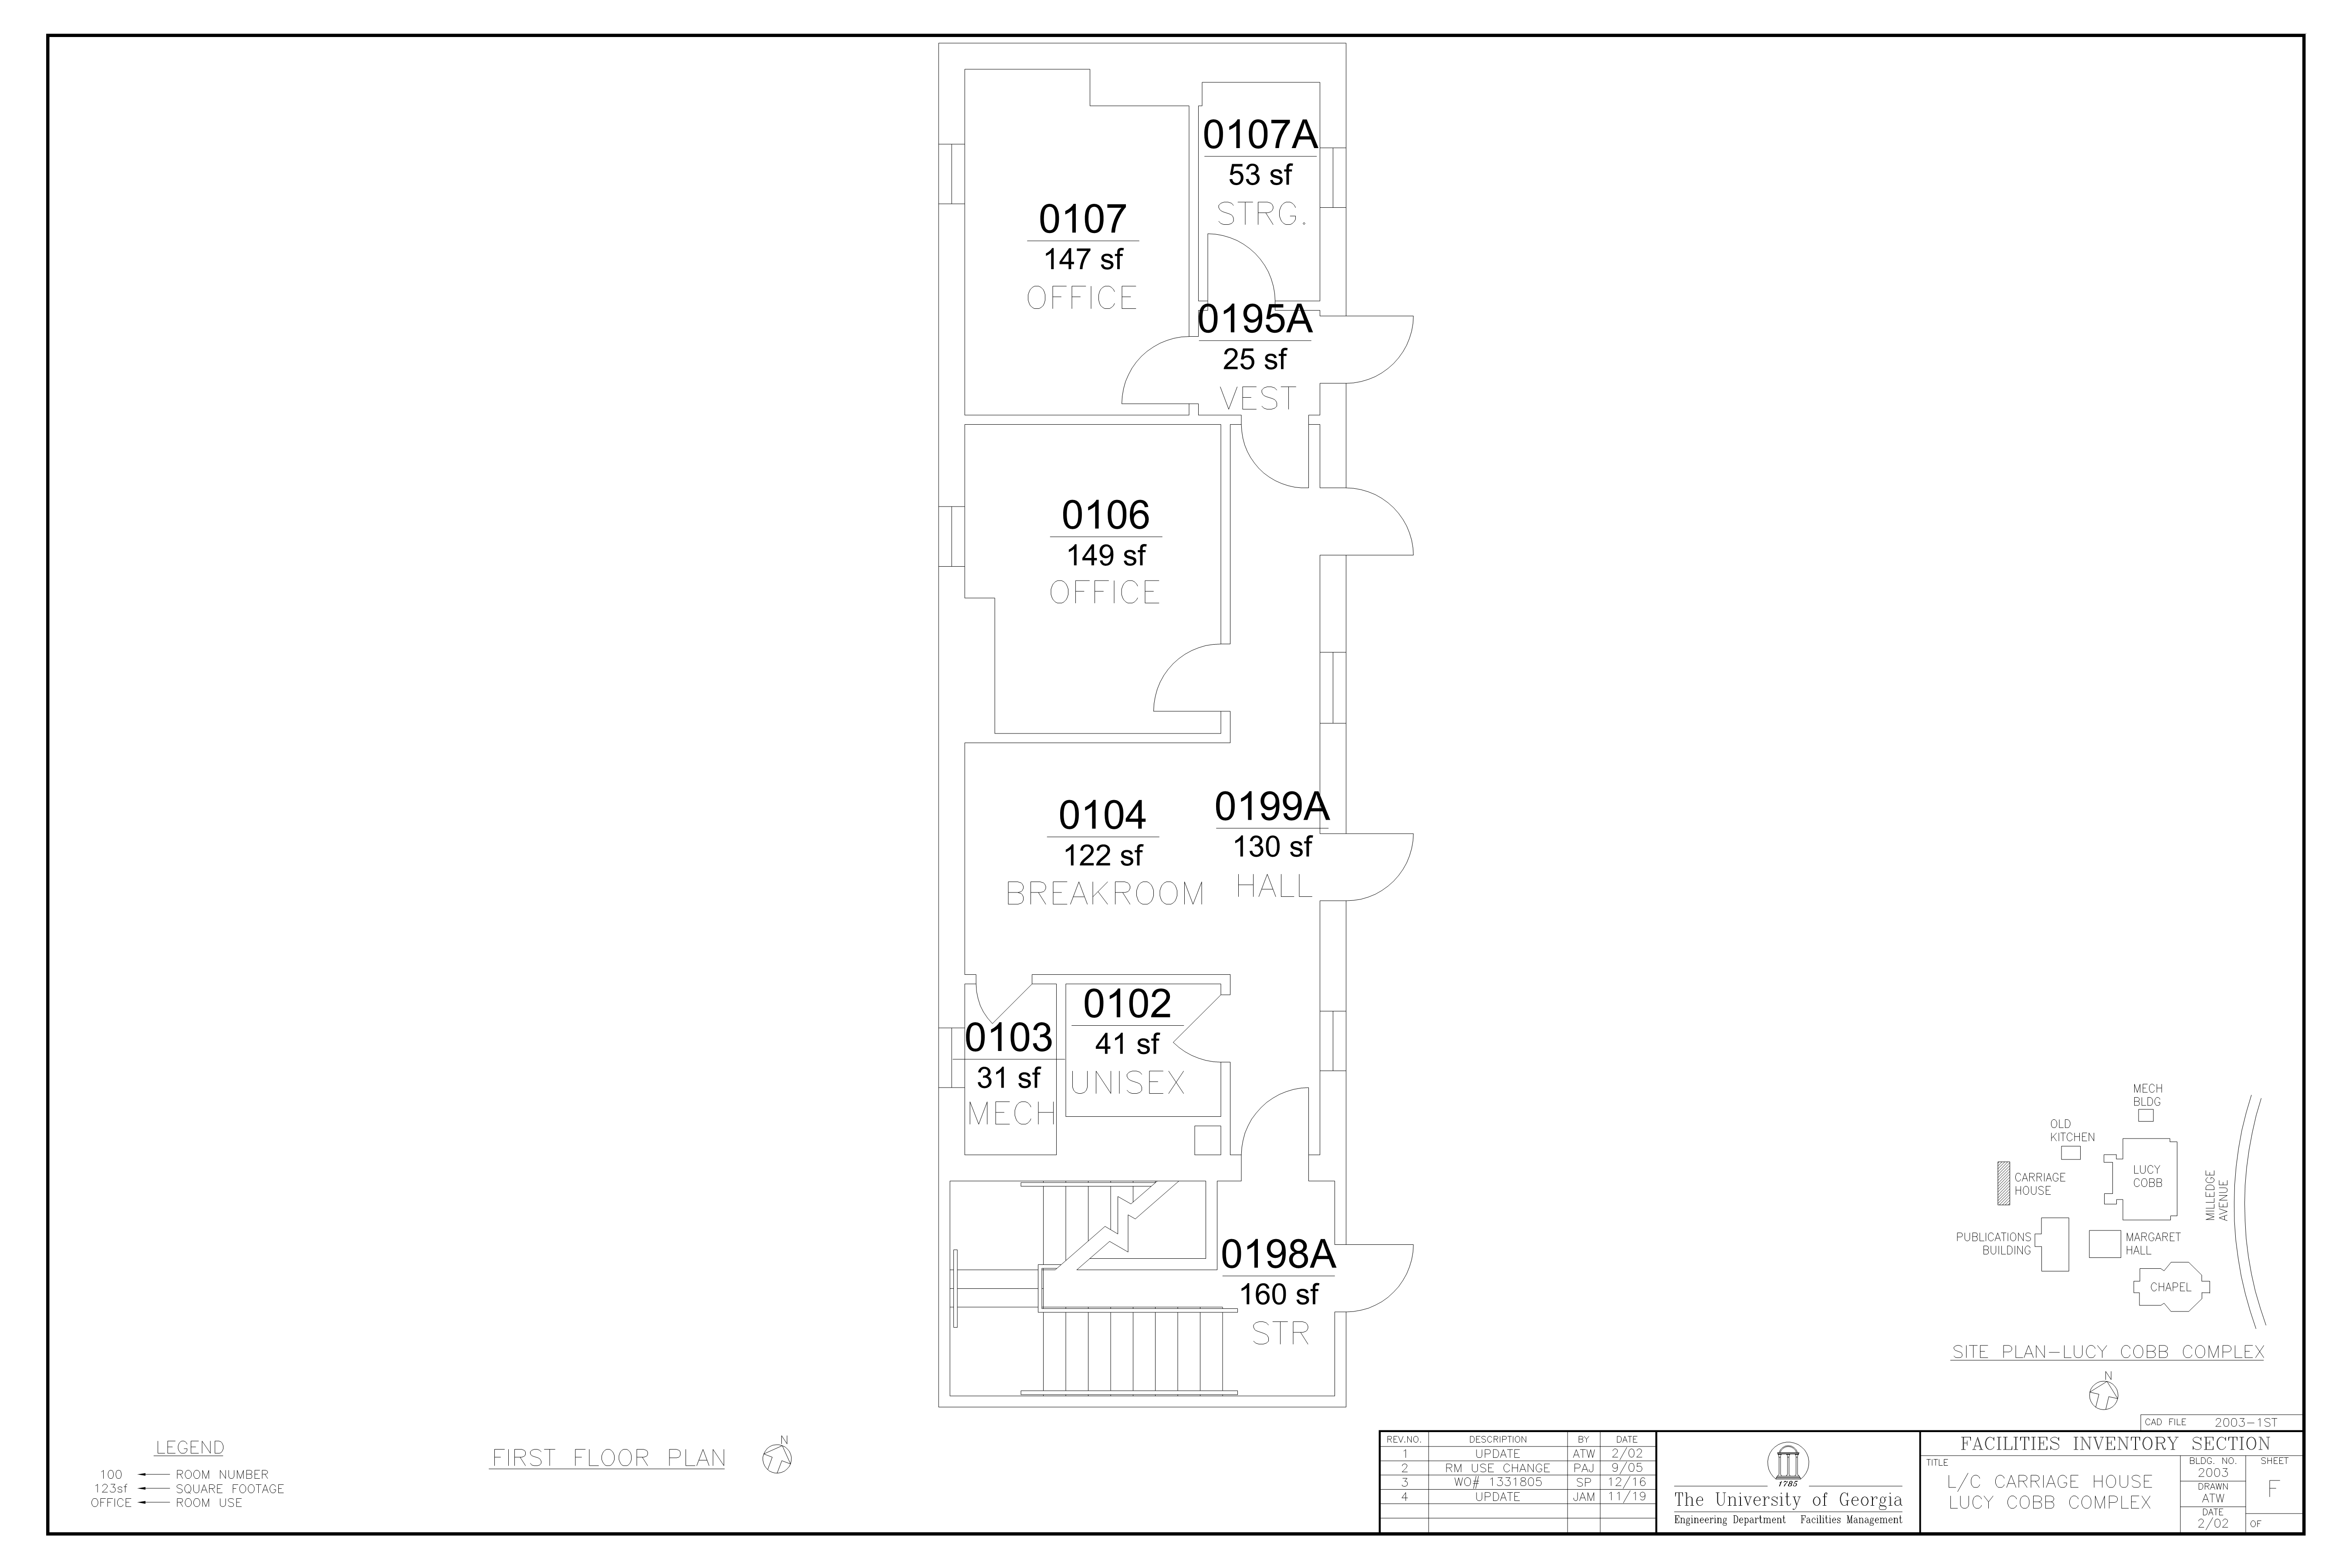 0107A
53 sf
STRG.
0107
147 sf
OFFICE
0195A
25 sf
VEST
0106
149 sf
OFFICE
0104
122 sf
BREAKROOM
0199A
130 sf
HALL
0102
41 sf
UNISEX
0103
31 sf
MECH
0198A
160 sf
STR
MECH
BLDG
OLD
KITCHEN
LUCY
COBB
CARRIAGE
HOUSE
MILLEDGE
AVENUE
PUBLICATIONS
BUILDING
MARGARET
HALL
CHAPEL
SITE PLAN-LUCY COBB COMPLEX
N
LEGEND
100 ROOM NUMBER
123sf SQUARE FOOTAGE
OFFICE ROOM USE
FIRST FLOOR PLAN
N
REV.NO. DESCRIPTION BY DATE
1 UPDATE ATW 2/02
2 RM USE CHANGE PAJ 9/05
3 WO# 1331805 SP 12/16
4 UPDATE JAM 11/19
1785
The University of Georgia
Engineering Department Facilities Management
CAD FILE 2003-1ST
FACILITIES INVENTORY SECTION
TITLE
L/C CARRIAGE HOUSE
LUCY COBB COMPLEX
BLDG. NO.
2003
DRAWN
ATW
DATE
2/02
SHEET
F
OF